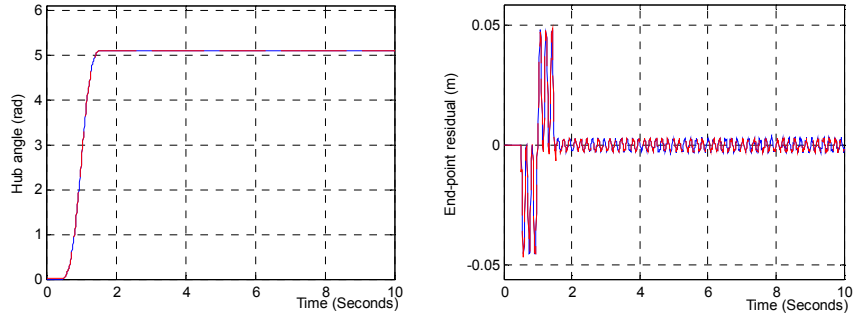 6
5
4
3
2
1
0
0 2 4 6 8 10
Hub angle (rad)
Time (Seconds)
0.05
0
-0.05
0 2 4 6 8 10
End-point residual (m)
Time (Seconds)